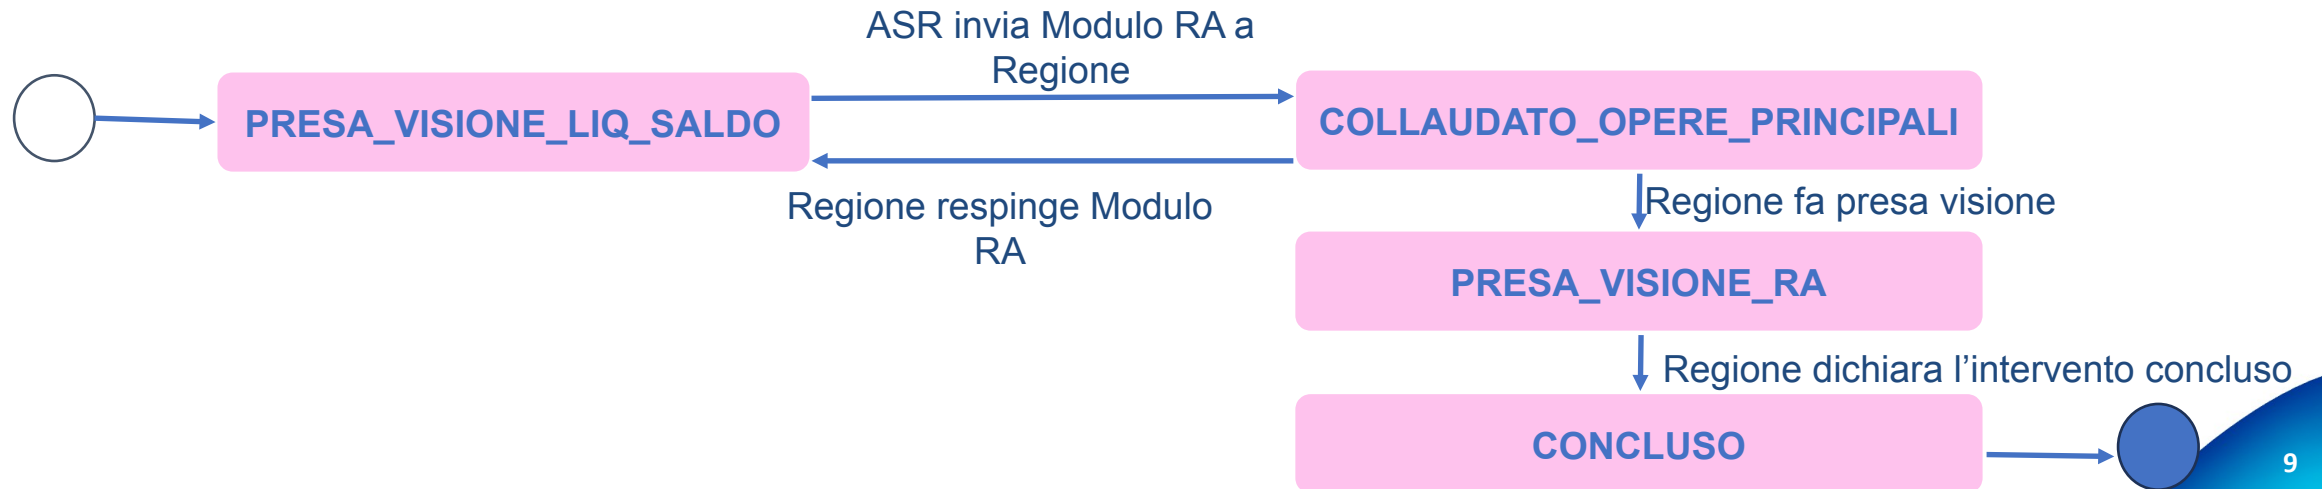 ASR invia Modulo RA a
Regione
PRESA_VISIONE_LIQ_SALDO
COLLAUDATO_OPERE_PRINCIPALI
Regione respinge Modulo
RA
Regione fa presa visione
PRESA_VISIONE_RA
Regione dichiara l’intervento concluso
CONCLUSO
9